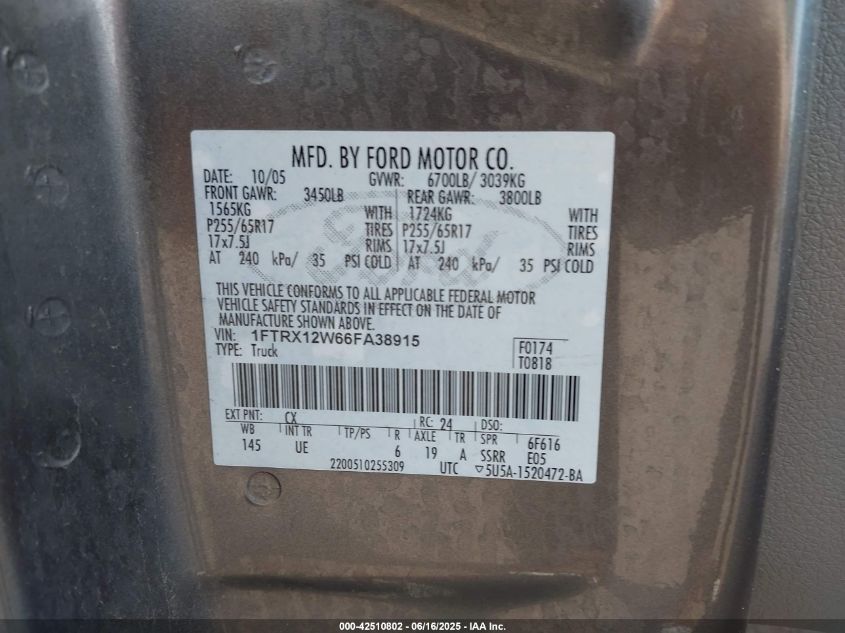 MFD. BY FORD MOTOR CO.
DATE: 10/05 GVWR: 6700LB/ 3039KG
FRONT GAWR: 3450LB REAR GAWR: 3800LB
1565KG WITH 1724KG WITH
P255/65R17 TIRES P255/65R17 TIRES
17x7.5J RIMS 17x7.5J RIMS
AT 240 kPa/ 35 PSI COLD AT 240 kPa/ 35 PSI COLD
THIS VEHICLE CONFORMS TO ALL APPLICABLE FEDERAL MOTOR
VEHICLE SAFETY STANDARDS IN EFFECT ON THE DATE OF
MANUFACTURE SHOWN ABOVE.
VIN: 1FTRX12W66FA38915
TYPE: Truck
F0174
T0818
EXT PNT: CX RC: 24 DSO:
WB INT TR TP/PS R AXLE TR SPR 6F616
145 UE 6 19 A SSRR E05
2200510255309 UTC ▽5U5A-1520472-BA
Ford
000-42510802 - 06/16/2025 - IAA Inc.